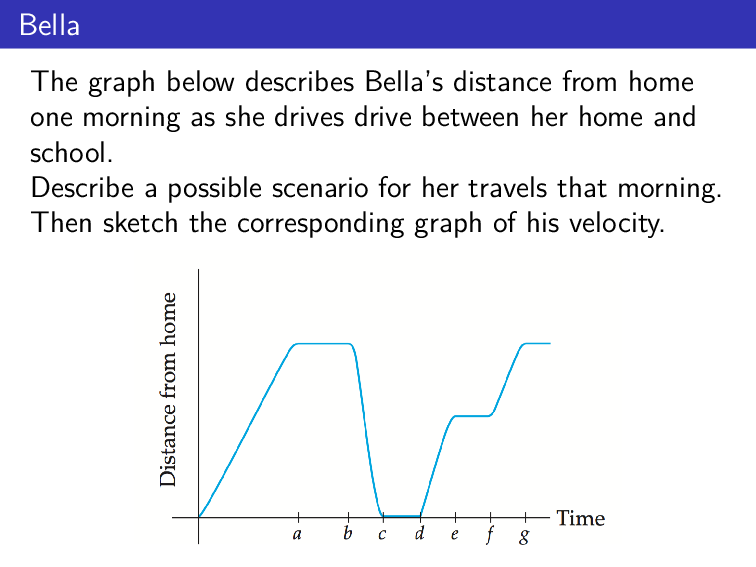 Bella
The graph below describes Bella's distance from home
one morning as she drives drive between her home and
school.
Describe a possible scenario for her travels that morning.
Then sketch the corresponding graph of his velocity.
Distance from home
Time
a b c d e f g